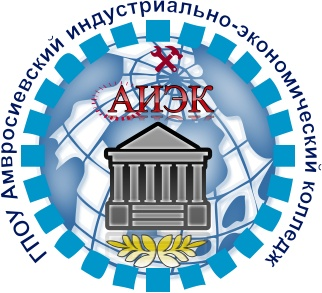 ГПОУ Амвросиевский индустриально-экономический колледж
АИЭК